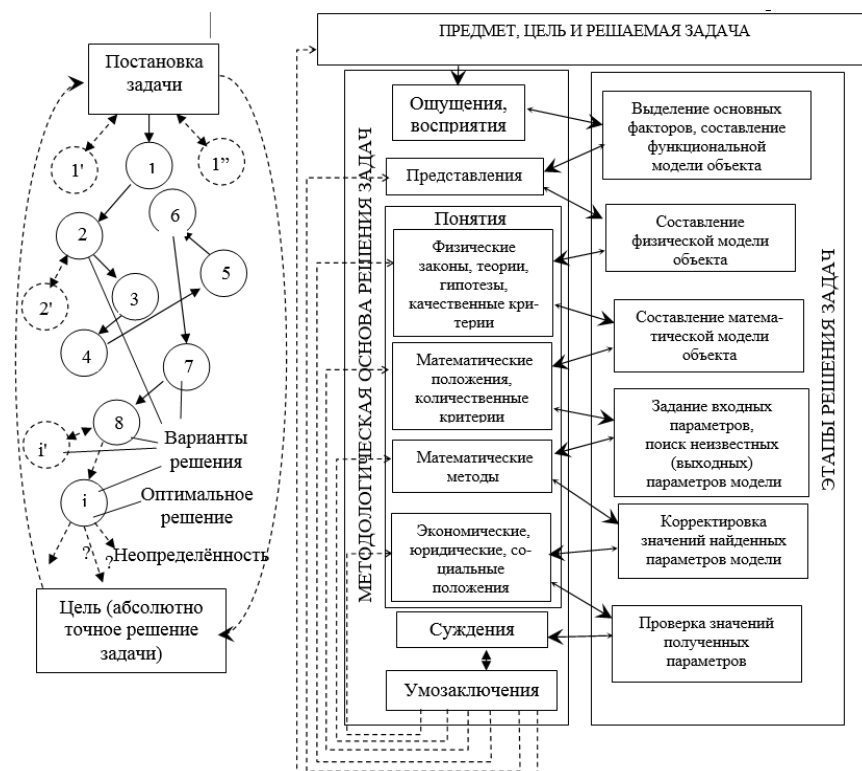 Постановка
задачи
1'
1
1”
6
2
5
3
2'
4
7
8
i'
Варианты
решения
i
Оптимальное
решение
?
?
Неопределённость
Цель (абсолютно
точное решение
задачи)
ПРЕДМЕТ, ЦЕЛЬ И РЕШАЕМАЯ ЗАДАЧА
МЕТОДОЛОГИЧЕСКАЯ ОСНОВА РЕШЕНИЯ ЗАДАЧ
Ощущения,
восприятия
Представления
Понятия
Физические
законы, теории,
гипотезы,
качественные кри-
терии
Математические
положения,
количественные
критерии
Математические
методы
Экономические,
юридические, со-
циальные
положения
Суждения
Умозаключения
Выделение основных
факторов, составление
функциональной
модели объекта
Составление
физической модели
объекта
Составление матема-
тической модели
объекта
Задание входных
параметров,
поиск неизвестных
(выходных)
параметров модели
Корректировка
значений найденных
параметров модели
Проверка значений
полученных
параметров
ЭТАПЫ РЕШЕНИЯ ЗАДАЧ